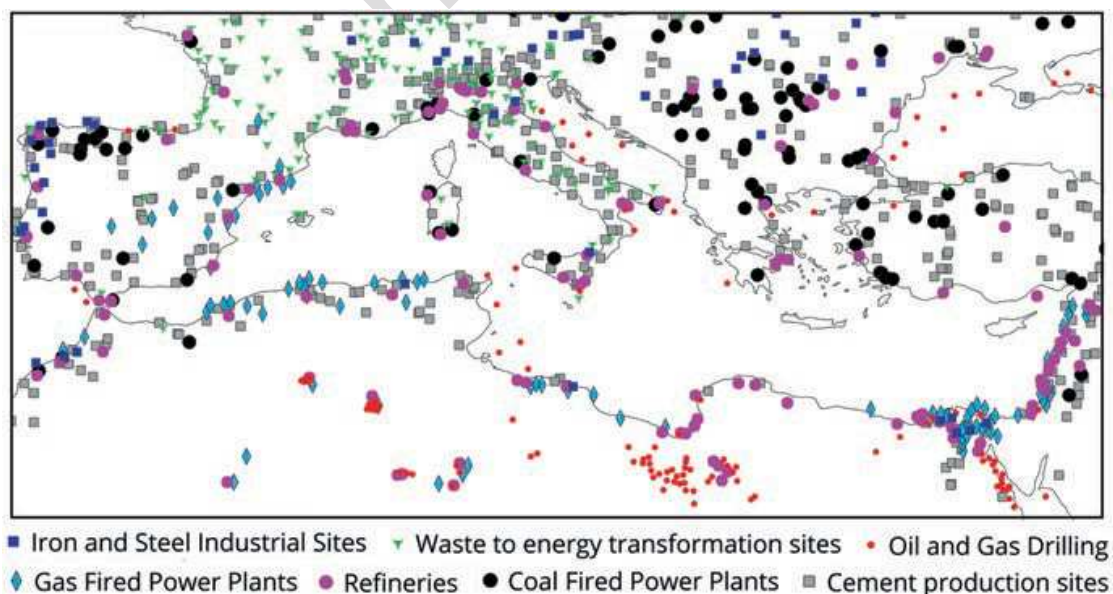 Iron and Steel Industrial Sites Waste to energy transformation sites Oil and Gas Drilling
Gas Fired Power Plants Refineries Coal Fired Power Plants Cement production sites